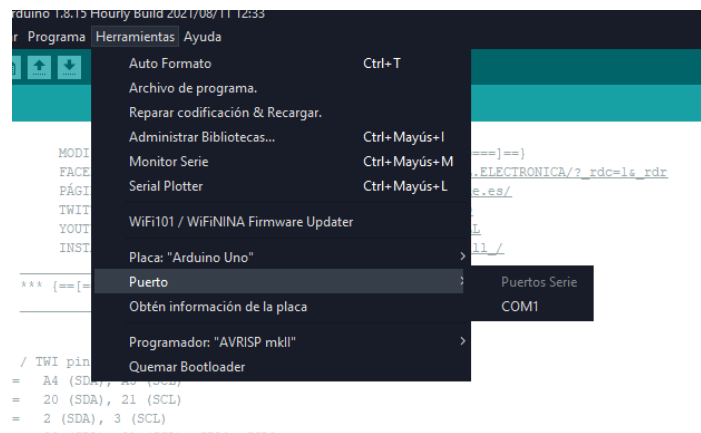 rduino 1.8.15 Hourly Build 2021/08/11 12:33
r Programa Herramientas Ayuda
Auto Formato Ctrl+T
Archivo de programa.
Reparar codificación & Recargar.
Administrar Bibliotecas... Ctrl+Mayús+I
Monitor Serie Ctrl+Mayús+M
Serial Plotter Ctrl+Mayús+L
WiFi101 / WiFiNINA Firmware Updater
Placa: "Arduino Uno"
Puerto
Puertos Serie
COM1
Obtén información de la placa
Programador: "AVRISP mkII"
Quemar Bootloader
MODI ===]==}
FACE .ELECTRONICA/?_rdc=1&_rdr
PÁGI e.es/
TWIT
YOUT L
INST ll_/
*** {==[=
/ TWI pin
= A4 (SDA), A5 (SCL)
= 20 (SDA), 21 (SCL)
= 2 (SDA), 3 (SCL)